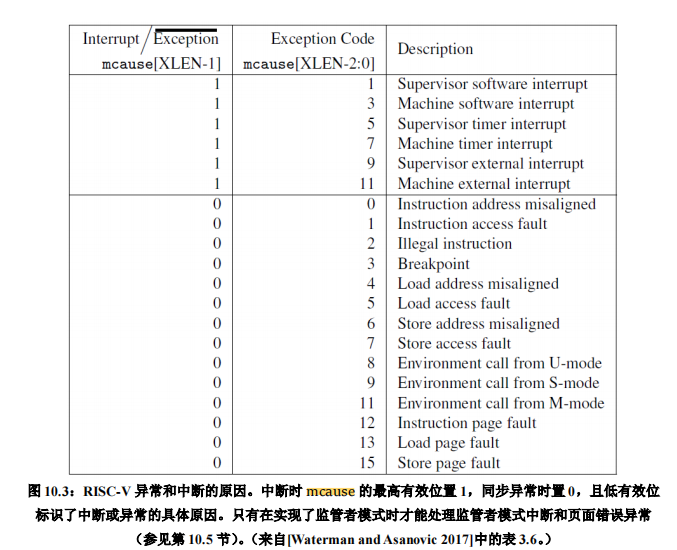 Interrupt / Exception Exception Code Description
mcause[XLEN-1] mcause[XLEN-2:0]
1 1 Supervisor software interrupt
1 3 Machine software interrupt
1 5 Supervisor timer interrupt
1 7 Machine timer interrupt
1 9 Supervisor external interrupt
1 11 Machine external interrupt
0 0 Instruction address misaligned
0 1 Instruction access fault
0 2 Illegal instruction
0 3 Breakpoint
0 4 Load address misaligned
0 5 Load access fault
0 6 Store address misaligned
0 7 Store access fault
0 8 Environment call from U-mode
0 9 Environment call from S-mode
0 11 Environment call from M-mode
0 12 Instruction page fault
0 13 Load page fault
0 15 Store page fault
图 10.3：RISC-V 异常和中断的原因。中断时 mcause 的最高有效位置 1，同步异常时置 0，且低有效位
标识了中断或异常的具体原因。只有在实现了监管者模式时才能处理监管者模式中断和页面错误异常
（参见第 10.5 节）。（来自[Waterman and Asanovic 2017]中的表 3.6。）